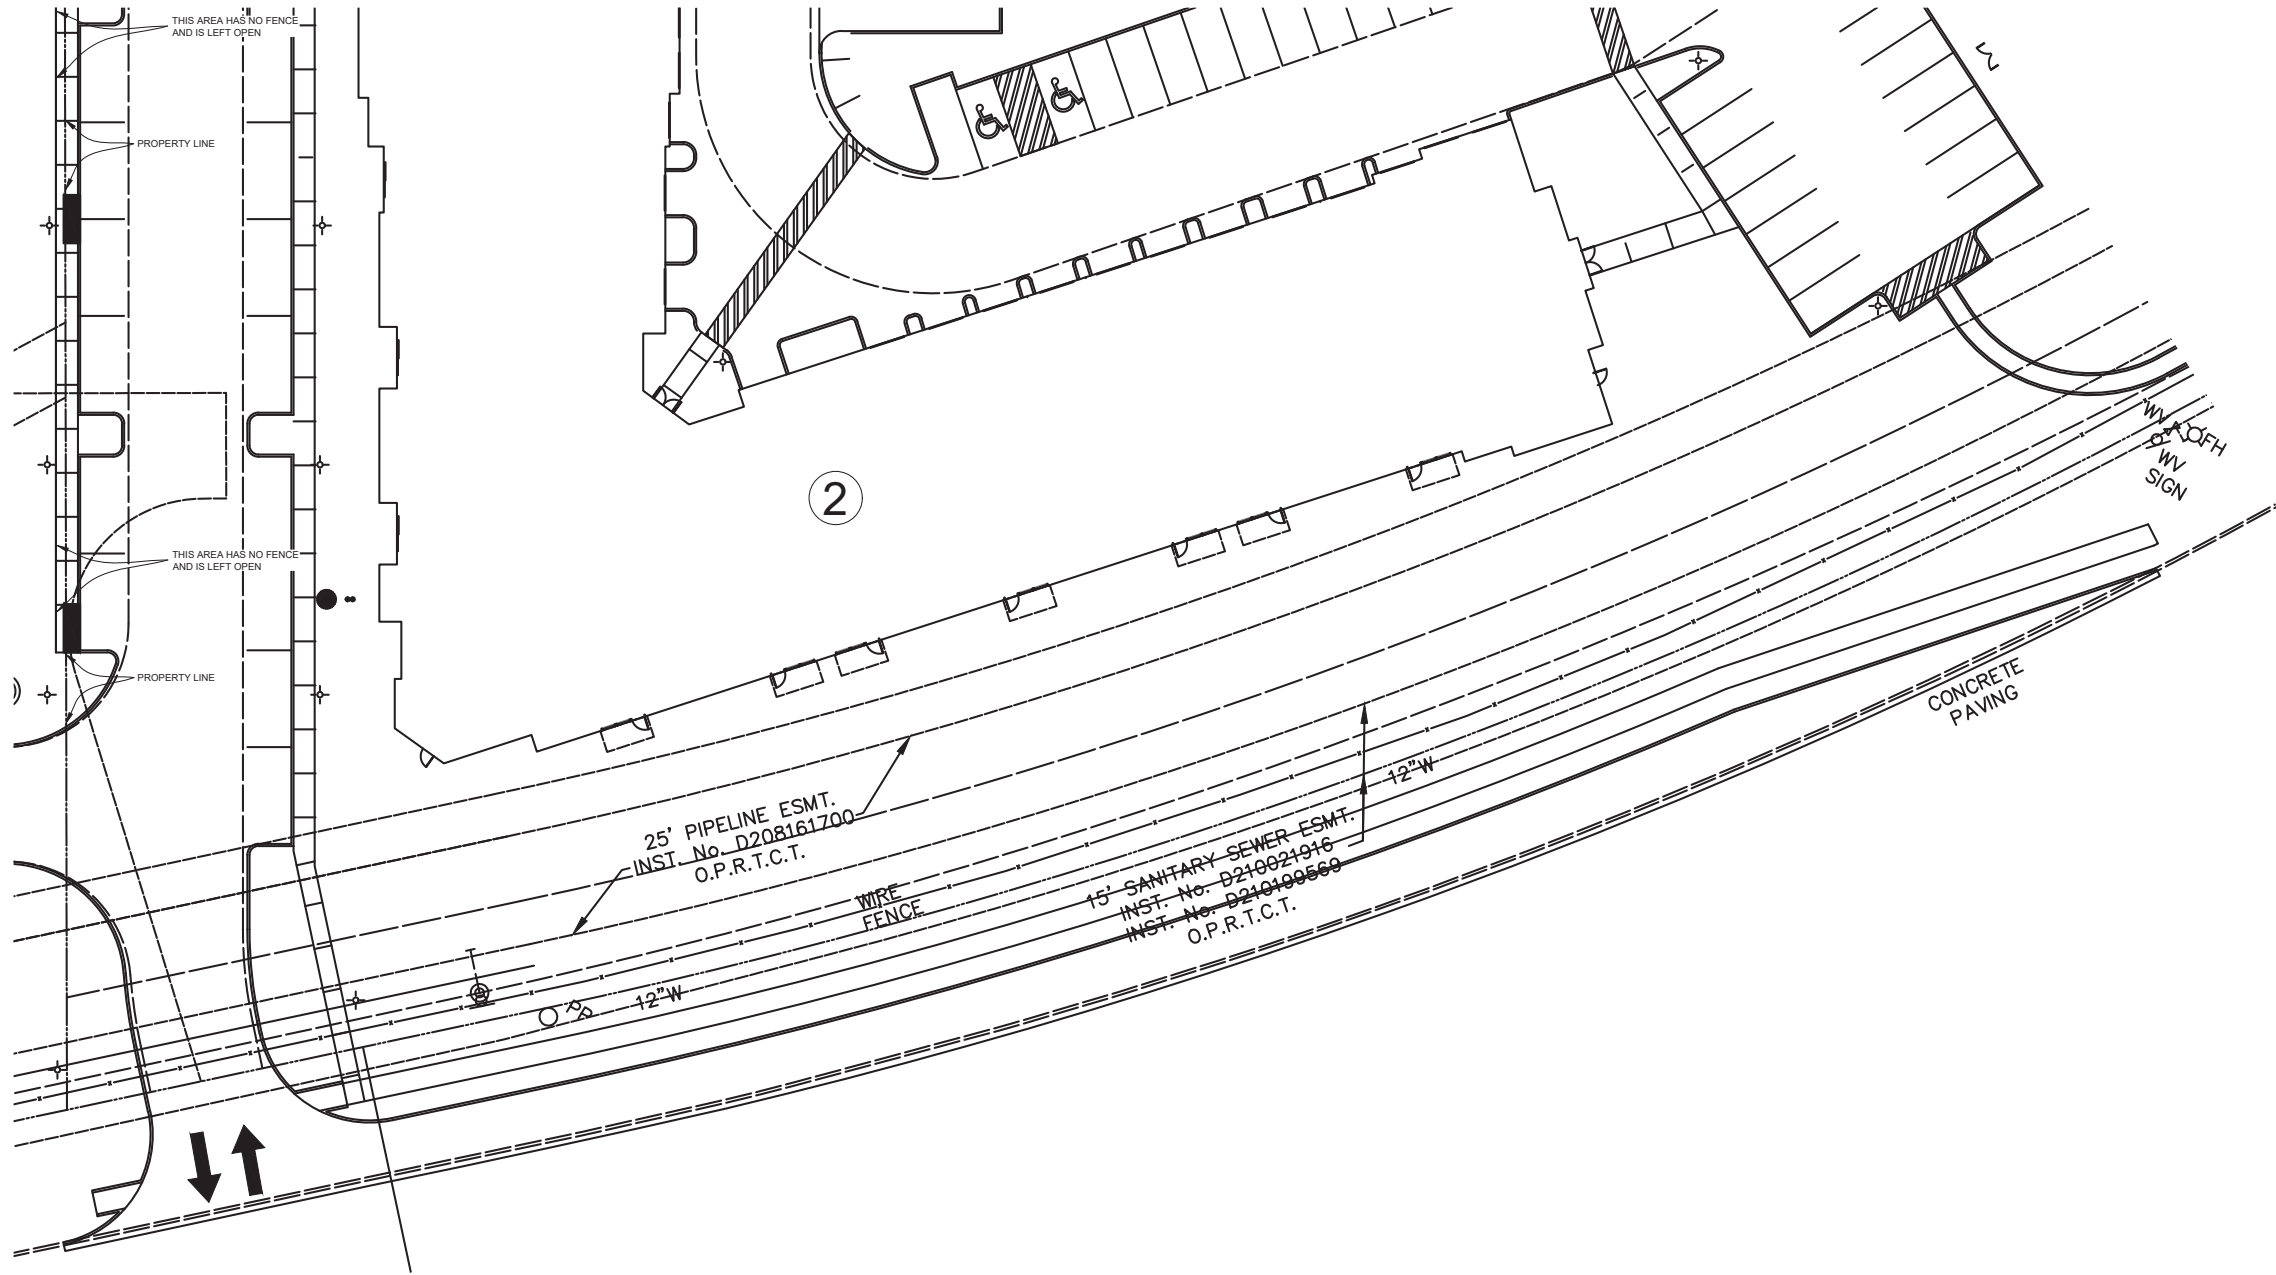 THIS AREA HAS NO FENCE
AND IS LEFT OPEN
PROPERTY LINE
2
WV
FH
WV
SIGN
THIS AREA HAS NO FENCE
AND IS LEFT OPEN
PROPERTY LINE
CONCRETE
PAVING
12"W
25' PIPELINE ESMT.
INST. No. D208161700
O.P.R.T.C.T.
15' SANITARY SEWER ESMT.
INST. No. D210021916
INST. No. D210199569
O.P.R.T.C.T.
WIRE
FENCE
12"W
PP